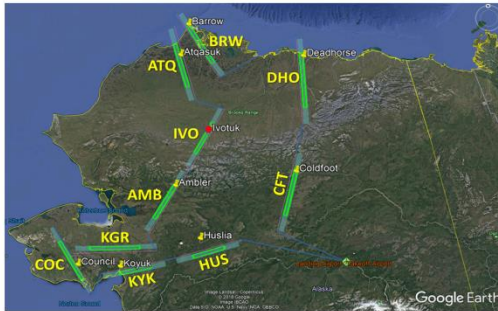 Barrow
BRW
Atqasuk
ATQ
Deadhorse
DHO
IVO
Ivotuk
Coldfoot
CFT
AMB
Ambler
KGR
Huslia
COC
Council
Koyuk
KYK
HUS
Alaska
Google Earth